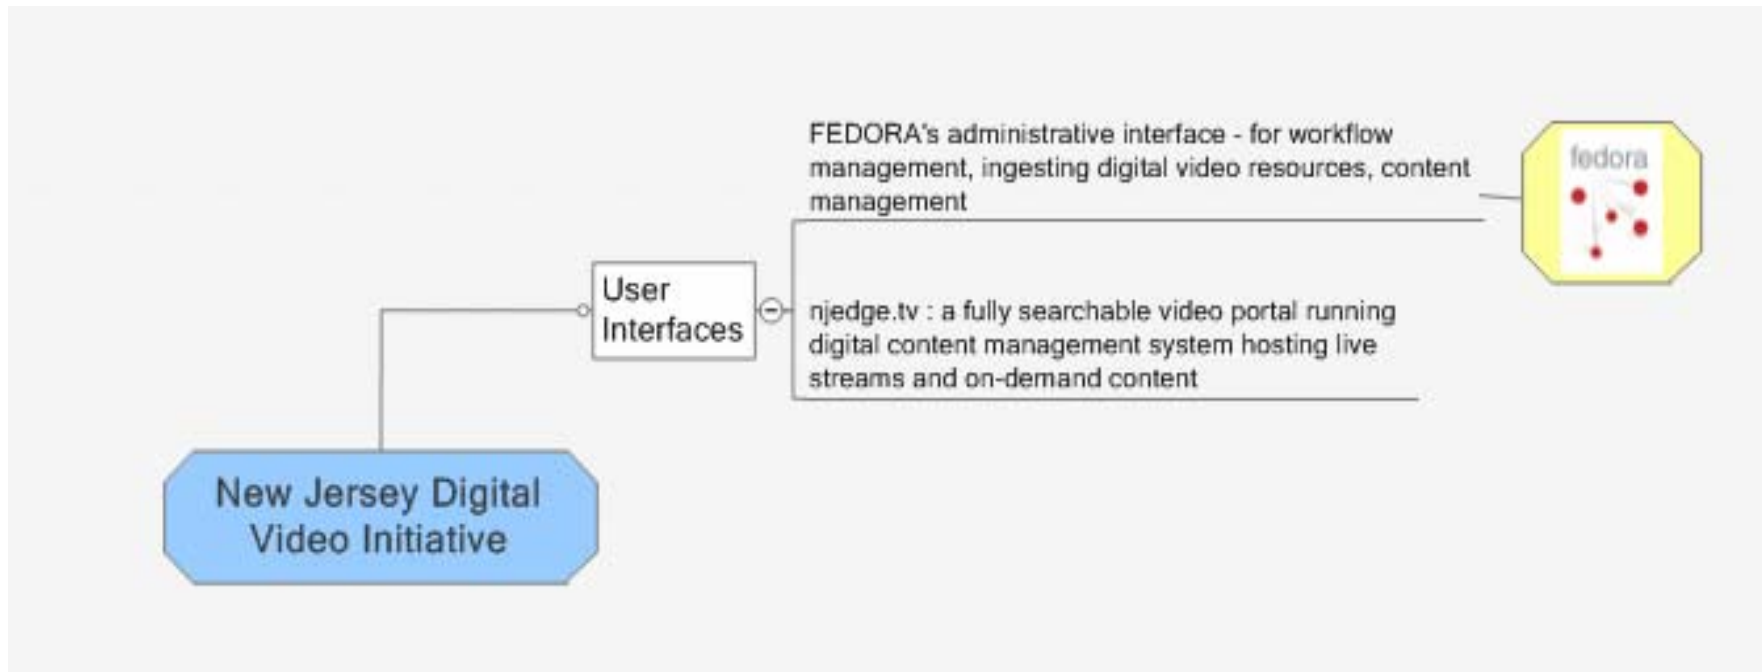 FEDORA's administrative interface - for workflow
management, ingesting digital video resources, content
management
fedora
User
Interfaces
njedge.tv : a fully searchable video portal running
digital content management system hosting live
streams and on-demand content
New Jersey Digital
Video Initiative